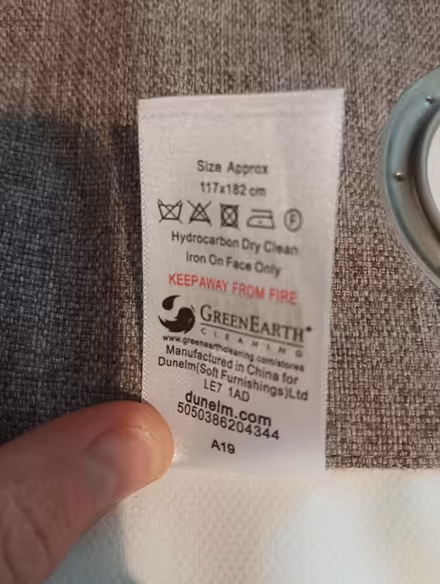 Size Approx
117x182 cm
F
Hydrocarbon Dry Clean
Iron On Face Only
KEEPAWAY FROM FIRE
GREENEARTH®
CLEANING
www.greenearthcleaning.com/stores
Manufactured in China for
Dunelm(Soft Furnishings)Ltd
LE7 1AD
dunelm.com
5050386204344
A19